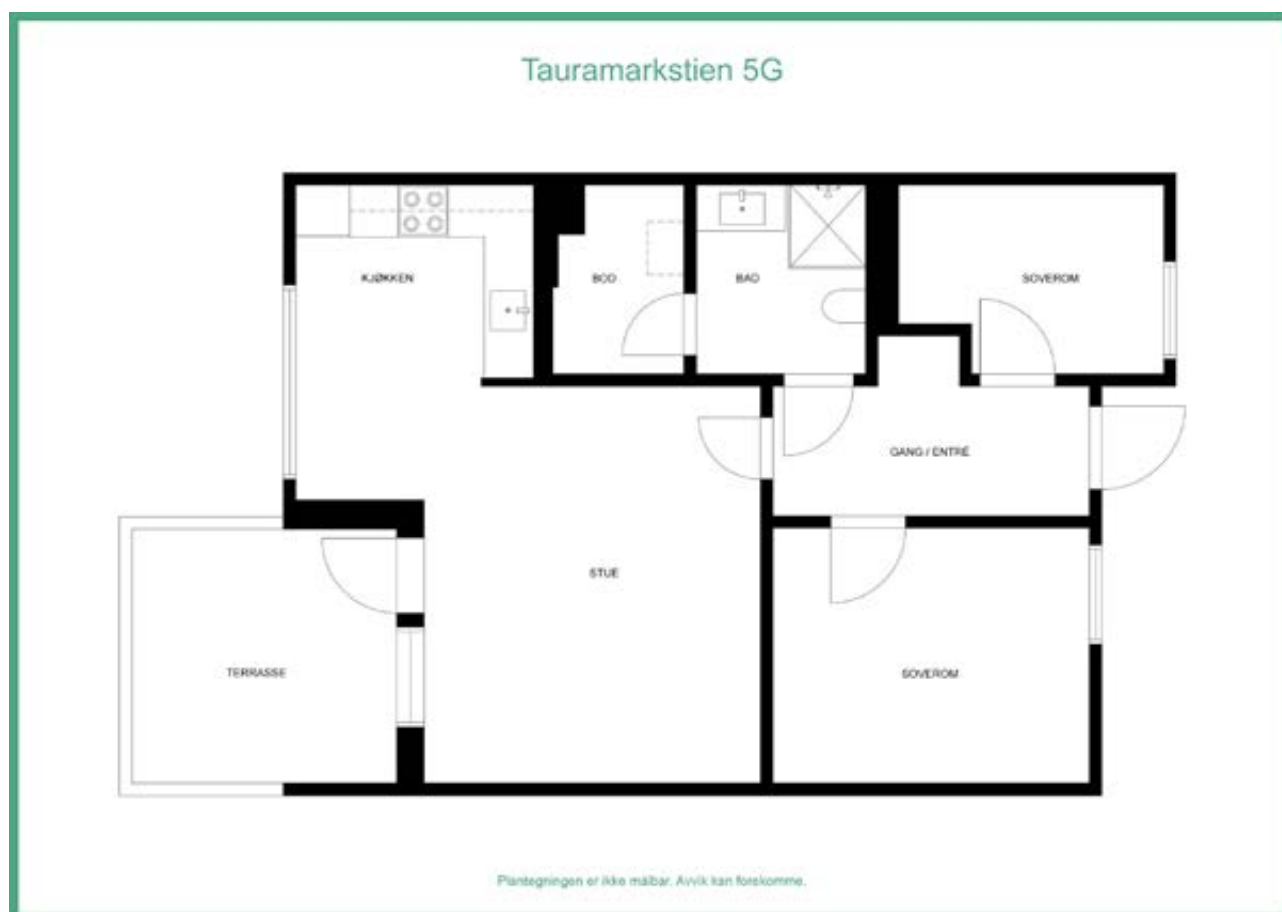 Tauramarkstien 5G
KJØKKEN
BOD
BAD
SOVEROM
GANG / ENTRÉ
STUE
TERRASSE
SOVEROM
Plantegningen er ikke målbar. Avvik kan forekomme.